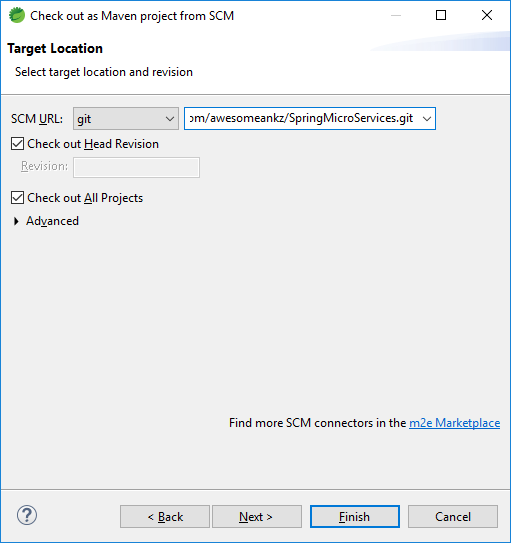 Check out as Maven project from SCM
Target Location
Select target location and revision
SCM URL: git om/awesomeankz/SpringMicroServices.git
Check out Head Revision
Revision:
Check out All Projects
Advanced
Find more SCM connectors in the m2e Marketplace
? < Back Next > Finish Cancel